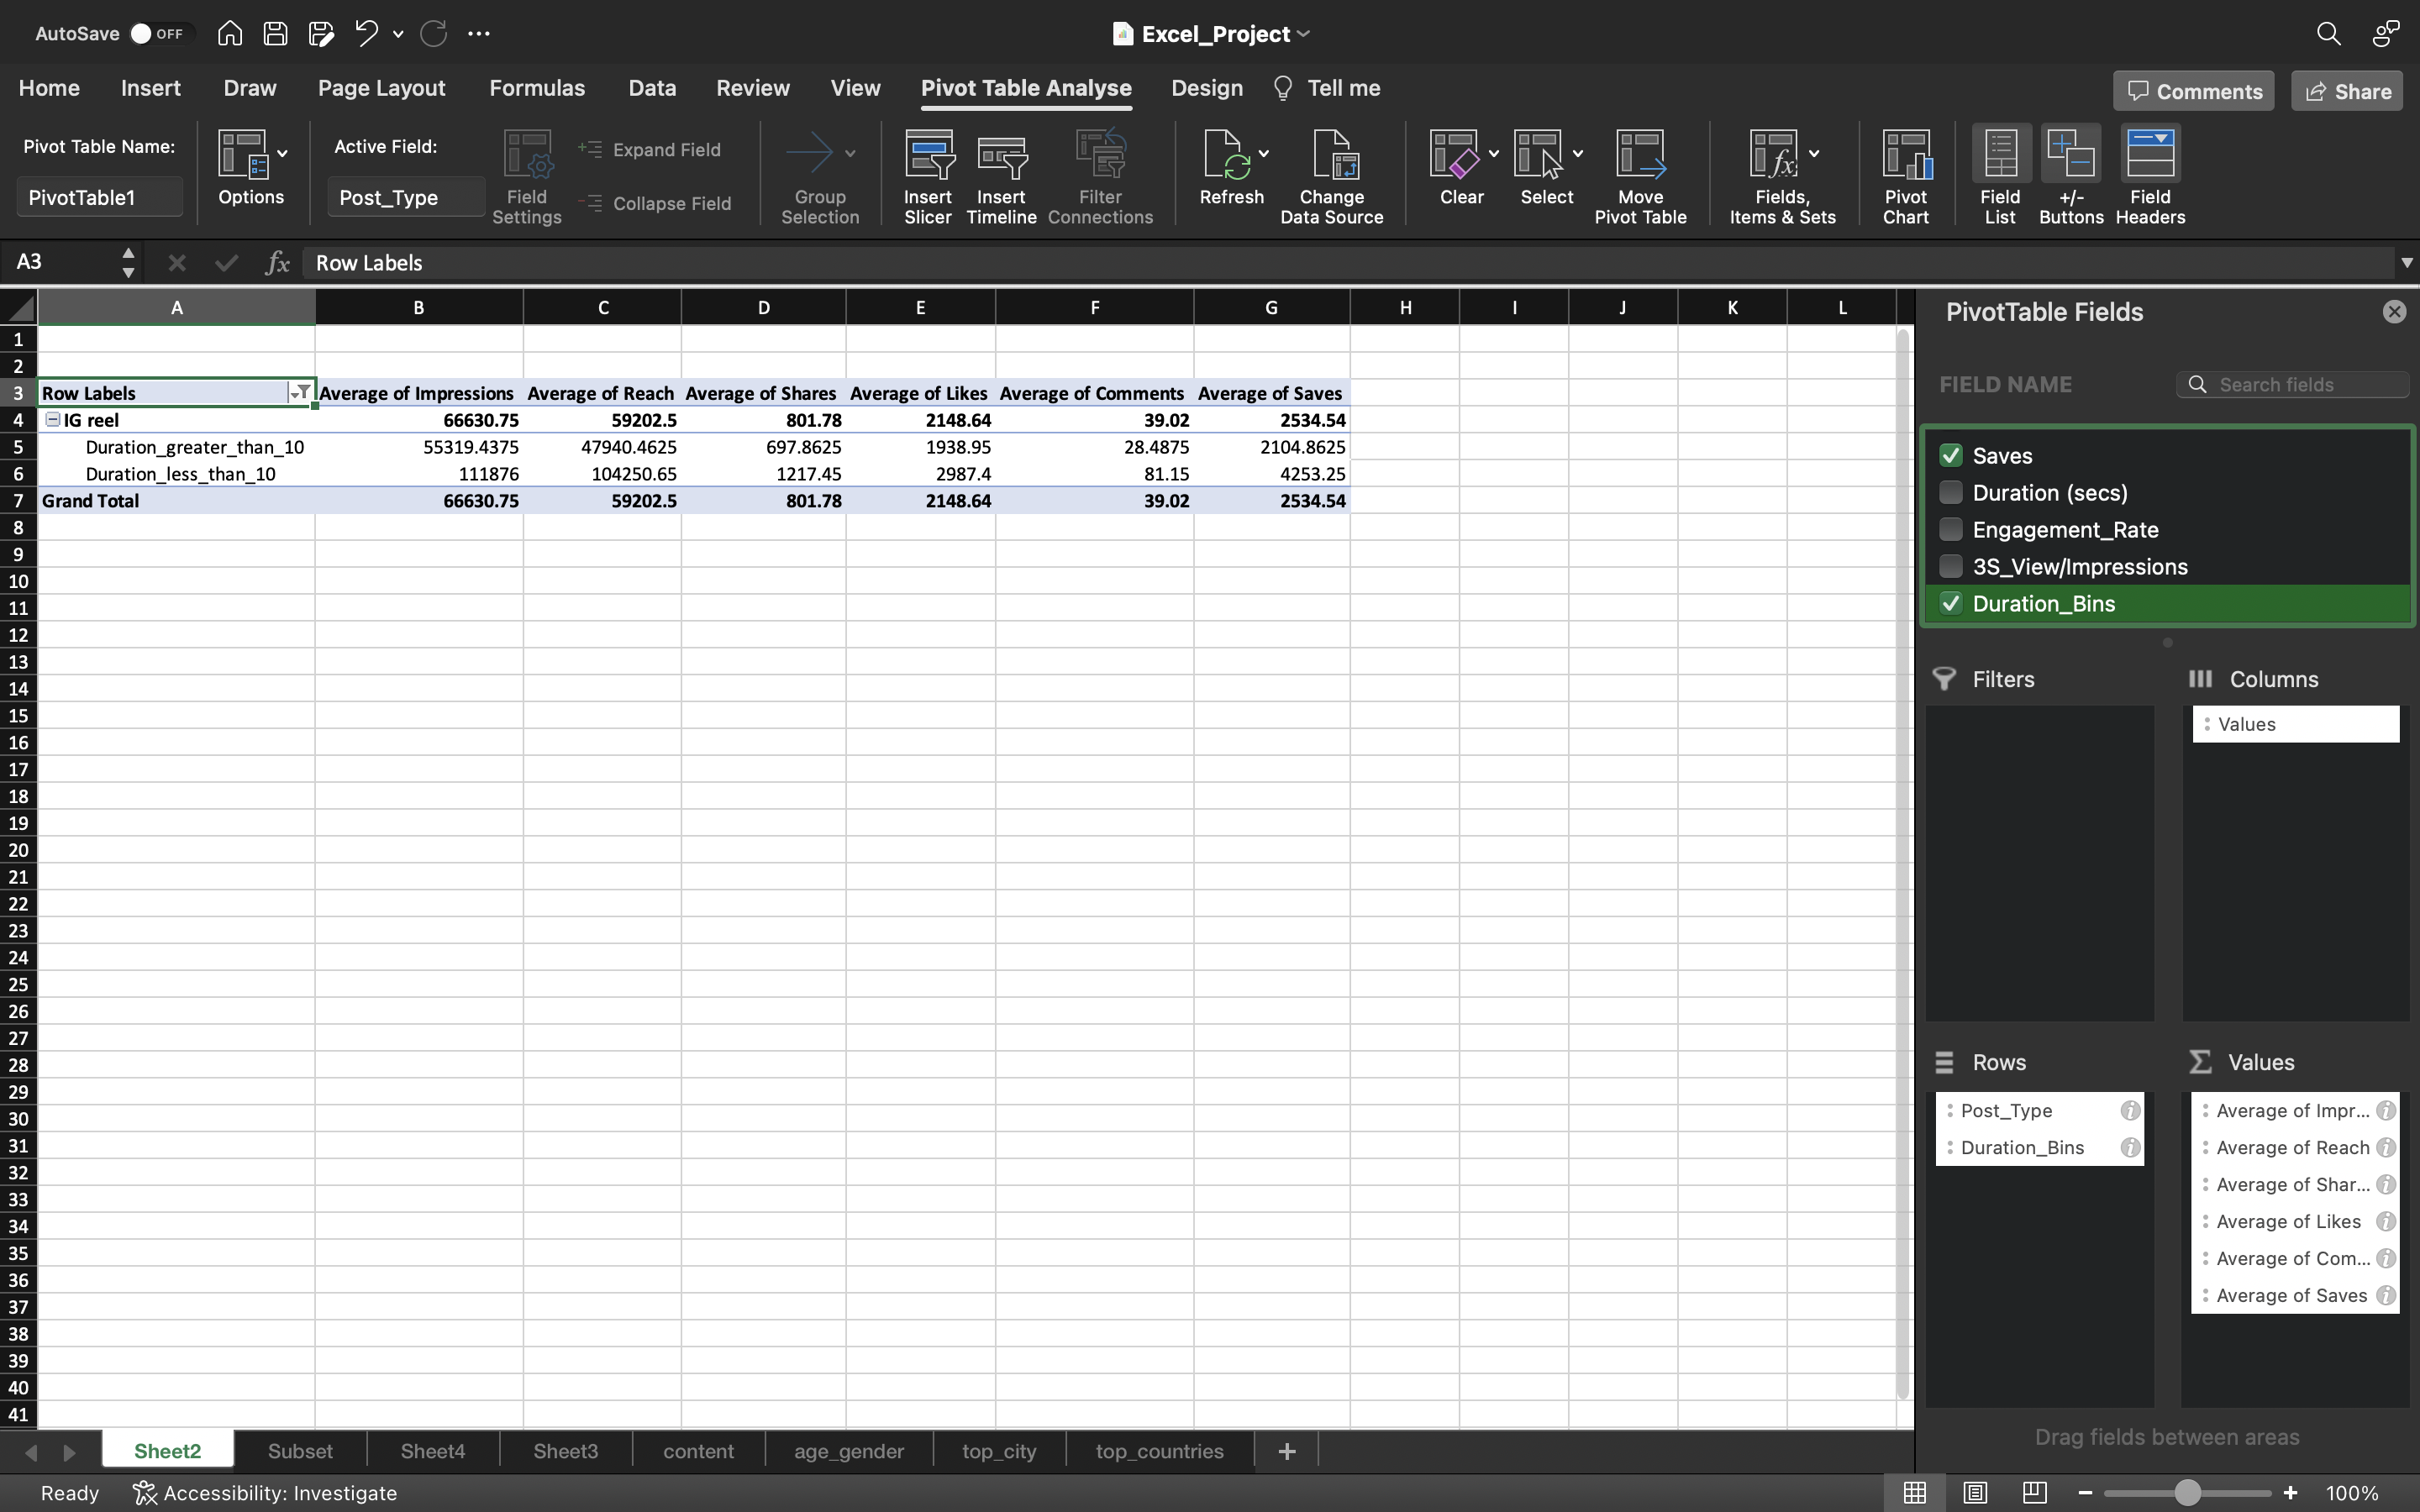 AutoSave OFF Excel_Project
Home Insert Draw Page Layout Formulas Data Review View Pivot Table Analyse Design Tell me Comments Share
Pivot Table Name: Active Field: Expand Field
PivotTable1 Options Post_Type Field Settings Collapse Field Group Selection Insert Slicer Insert Timeline Filter Connections Refresh Change Data Source Clear Select Move Pivot Table Fields, Items & Sets Pivot Chart Field List +/- Buttons Field Headers
A3 fx Row Labels
A B C D E F G H I J K L
1
2
3 Row Labels Average of Impressions Average of Reach Average of Shares Average of Likes Average of Comments Average of Saves
4 IG reel 66630.75 59202.5 801.78 2148.64 39.02 2534.54
5 Duration_greater_than_10 55319.4375 47940.4625 697.8625 1938.95 28.4875 2104.8625
6 Duration_less_than_10 111876 104250.65 1217.45 2987.4 81.15 4253.25
7 Grand Total 66630.75 59202.5 801.78 2148.64 39.02 2534.54
8
9
10
11
12
13
14
15
16
17
18
19
20
21
22
23
24
25
26
27
28
29
30
31
32
33
34
35
36
37
38
39
40
41
PivotTable Fields
FIELD NAME Search fields
Saves
Duration (secs)
Engagement_Rate
3S_View/Impressions
Duration_Bins
Filters Columns
Values
Rows Values
Post_Type Average of Impr...
Duration_Bins Average of Reach
Average of Shar...
Average of Likes
Average of Com...
Average of Saves
Drag fields between areas
Sheet2 Subset Sheet4 Sheet3 content age_gender top_city top_countries +
Ready Accessibility: Investigate 100%